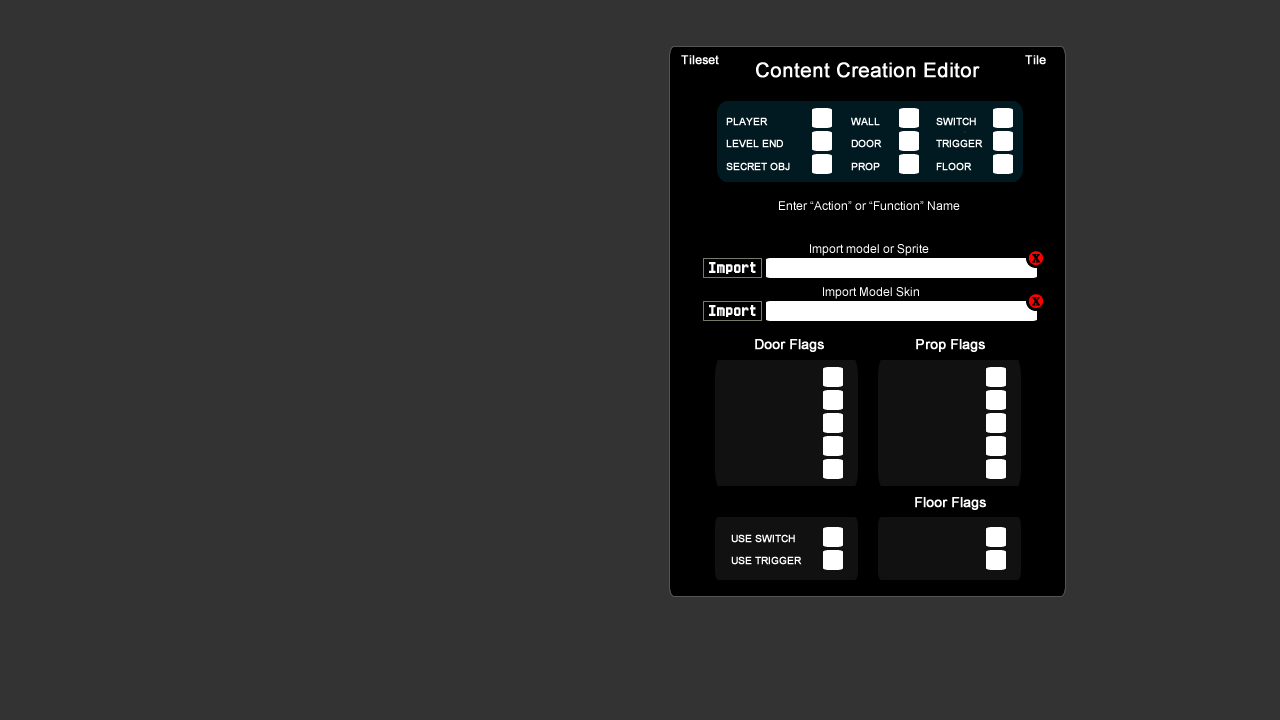 Tileset
Tile
Content Creation Editor
PLAYER WALL SWITCH
LEVEL END DOOR TRIGGER
SECRET OBJ PROP FLOOR
Enter “Action” or “Function” Name
Import model or Sprite
Import X
Import Model Skin
Import X
Door Flags Prop Flags
Floor Flags
USE SWITCH
USE TRIGGER